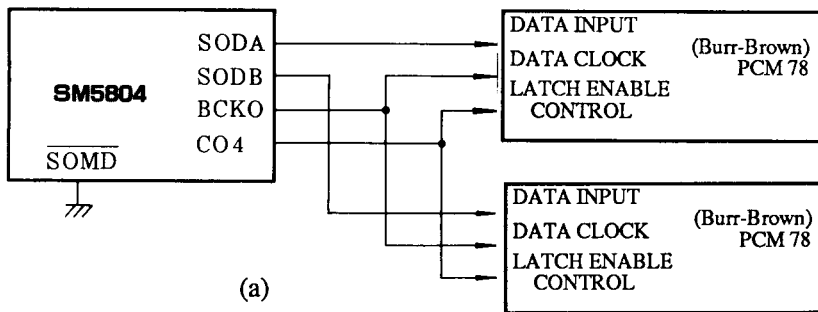 SM5804
SODA
SODB
BCKO
CO4
SOMD
DATA INPUT
DATA CLOCK
LATCH ENABLE
CONTROL
(Burr-Brown)
PCM 78
DATA INPUT
DATA CLOCK
LATCH ENABLE
CONTROL
(Burr-Brown)
PCM 78
(a)